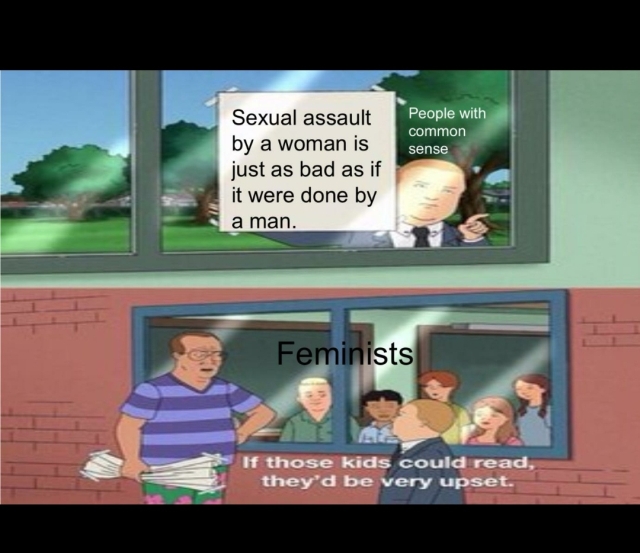 Sexual assault
by a woman is
just as bad as if
it were done by
a man.
People with
common
sense
Feminists
If those kids could read,
they'd be very upset.